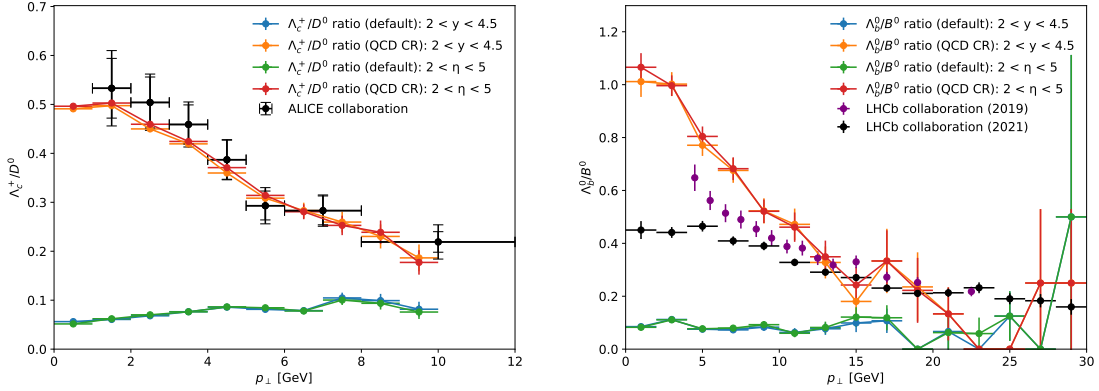 0.7
0.6
0.5
0.4
0.3
0.2
0.1
0.0
Λc+/D0
0 2 4 6 8 10 12
p⊥ [GeV]
Λc+/D0 ratio (default): 2 < y < 4.5
Λc+/D0 ratio (QCD CR): 2 < y < 4.5
Λc+/D0 ratio (default): 2 < η < 5
Λc+/D0 ratio (QCD CR): 2 < η < 5
ALICE collaboration
1.2
1.0
0.8
0.6
0.4
0.2
0.0
Λb0/B0
0 5 10 15 20 25 30
p⊥ [GeV]
Λb0/B0 ratio (default): 2 < y < 4.5
Λb0/B0 ratio (QCD CR): 2 < y < 4.5
Λb0/B0 ratio (default): 2 < η < 5
Λb0/B0 ratio (QCD CR): 2 < η < 5
LHCb collaboration (2019)
LHCb collaboration (2021)